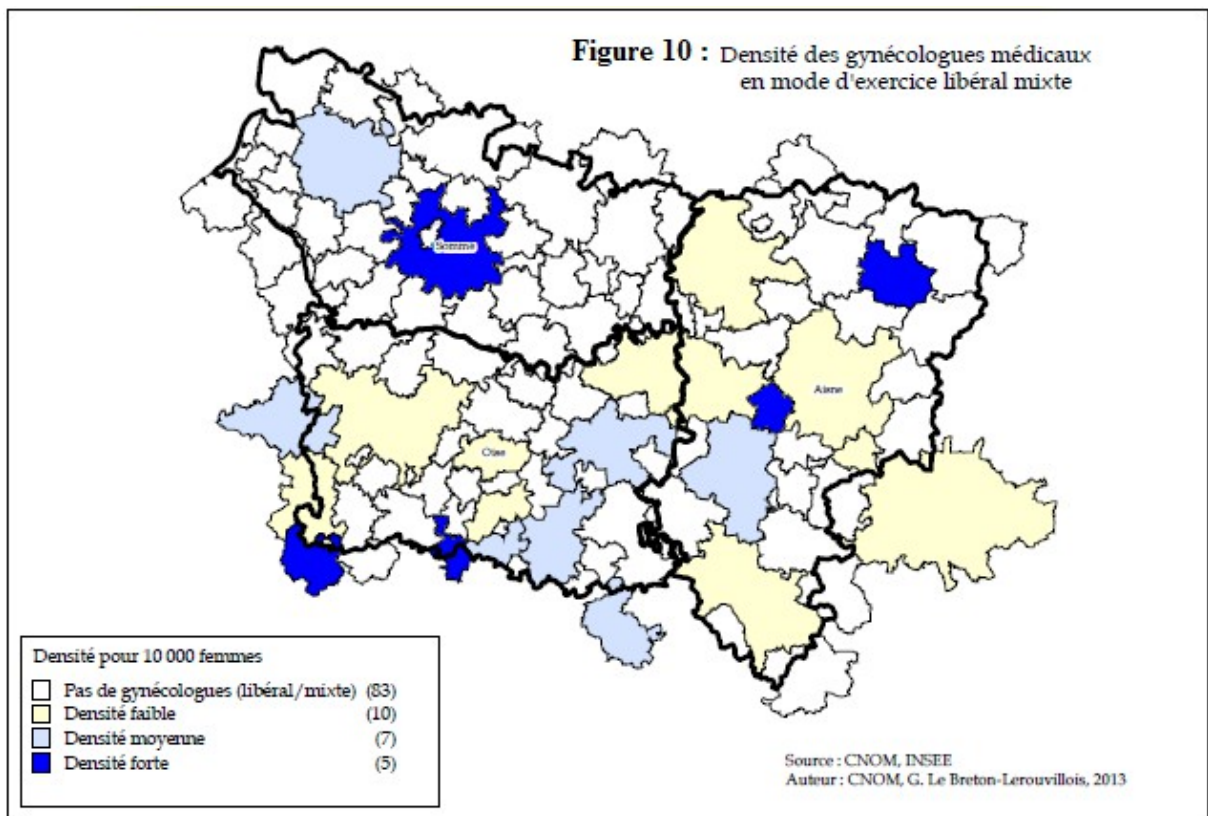 Figure 10 : Densité des gynécologues médicaux
en mode d'exercice libéral mixte
Somme
Aisne
Oise
Densité pour 10 000 femmes
Pas de gynécologues (libéral/mixte) (83)
Densité faible (10)
Densité moyenne (7)
Densité forte (5)
Source : CNOM, INSEE
Auteur : CNOM, G. Le Breton-Lerouvillois, 2013